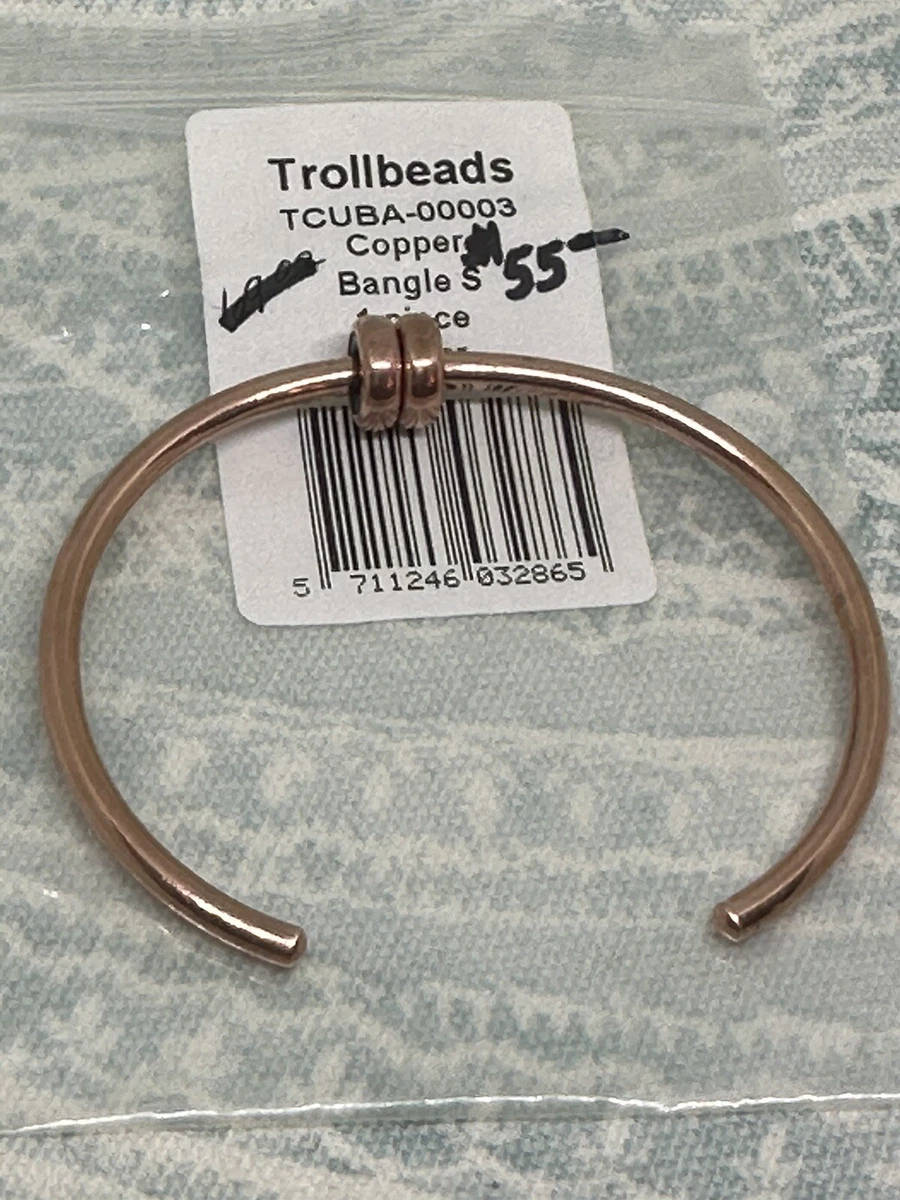 Trollbeads
TCUBA-00003
Copper
Bangle S
55-
5 711246 032865